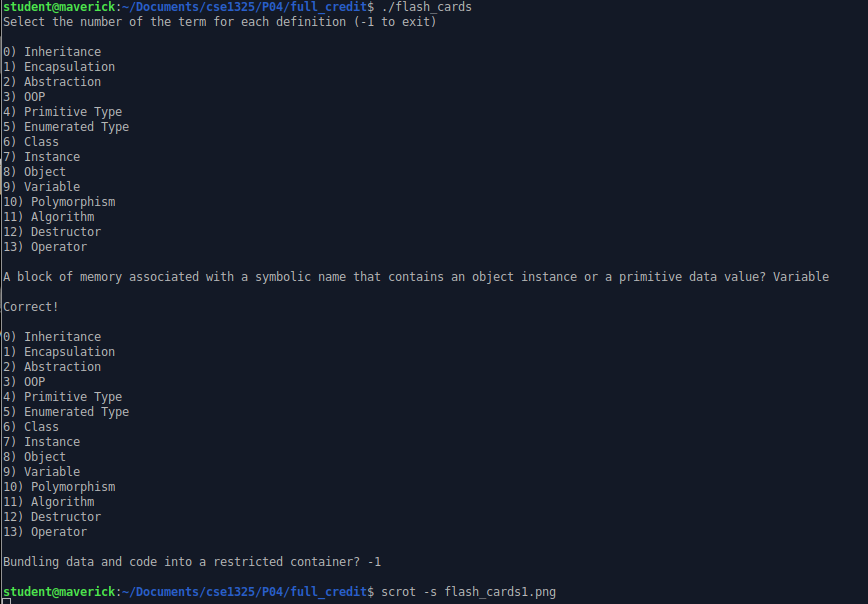 student@maverick:~/Documents/cse1325/P04/full_credit$ ./flash_cards
Select the number of the term for each definition (-1 to exit)
0) Inheritance
1) Encapsulation
2) Abstraction
3) OOP
4) Primitive Type
5) Enumerated Type
6) Class
7) Instance
8) Object
9) Variable
10) Polymorphism
11) Algorithm
12) Destructor
13) Operator
A block of memory associated with a symbolic name that contains an object instance or a primitive data value? Variable
Correct!
0) Inheritance
1) Encapsulation
2) Abstraction
3) OOP
4) Primitive Type
5) Enumerated Type
6) Class
7) Instance
8) Object
9) Variable
10) Polymorphism
11) Algorithm
12) Destructor
13) Operator
Bundling data and code into a restricted container? -1
student@maverick:~/Documents/cse1325/P04/full_credit$ scrot -s flash_cards1.png